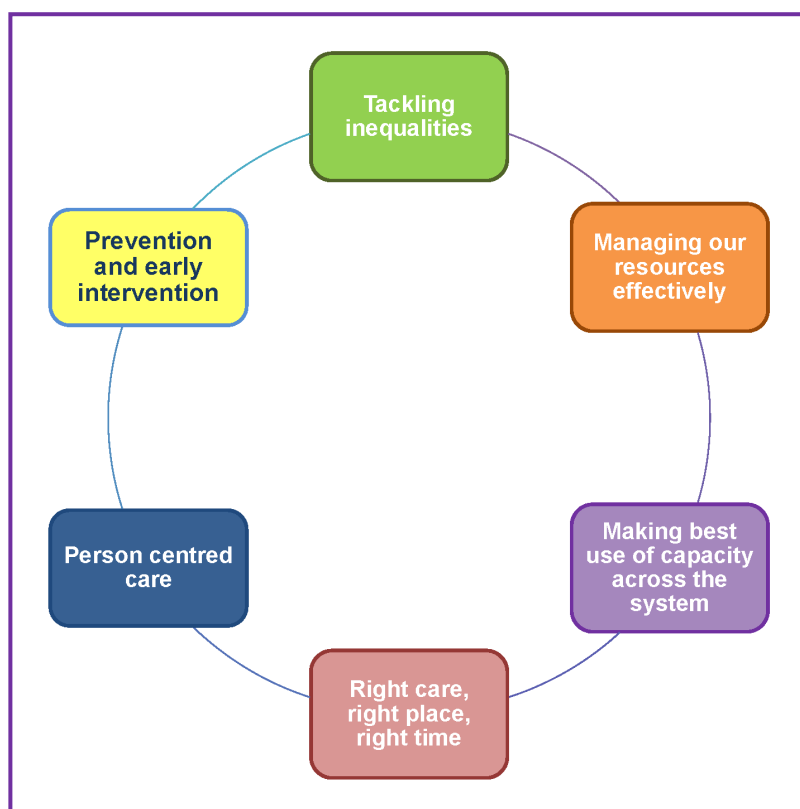 Tackling
inequalities
Managing our
resources
effectively
Making best
use of capacity
across the
system
Right care,
right place,
right time
Person centred
care
Prevention
and early
intervention